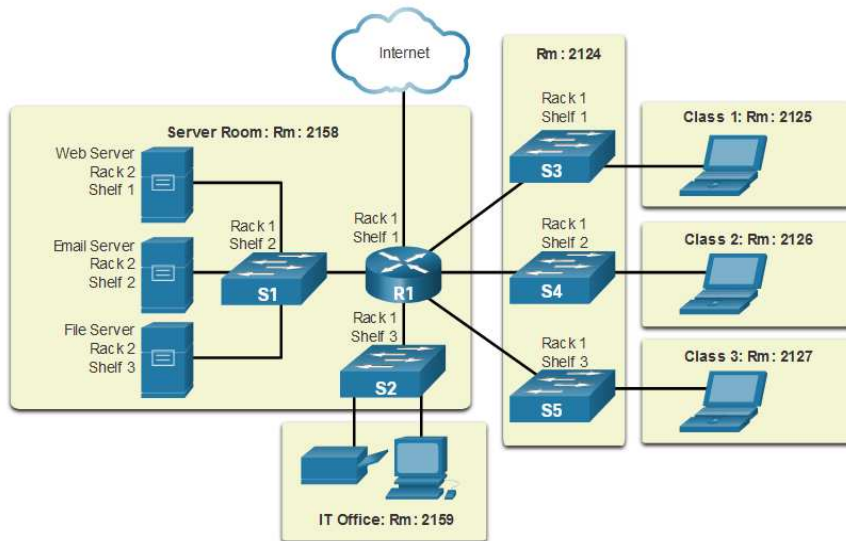 Internet
Server Room: Rm: 2158
Web Server
Rack 2
Shelf 1
Email Server
Rack 2
Shelf 2
File Server
Rack 2
Shelf 3
Rack 1
Shelf 2
S1
Rack 1
Shelf 1
R1
Rack 1
Shelf 3
S2
IT Office: Rm: 2159
Rm: 2124
Rack 1
Shelf 1
S3
Rack 1
Shelf 2
S4
Rack 1
Shelf 3
S5
Class 1: Rm: 2125
Class 2: Rm: 2126
Class 3: Rm: 2127